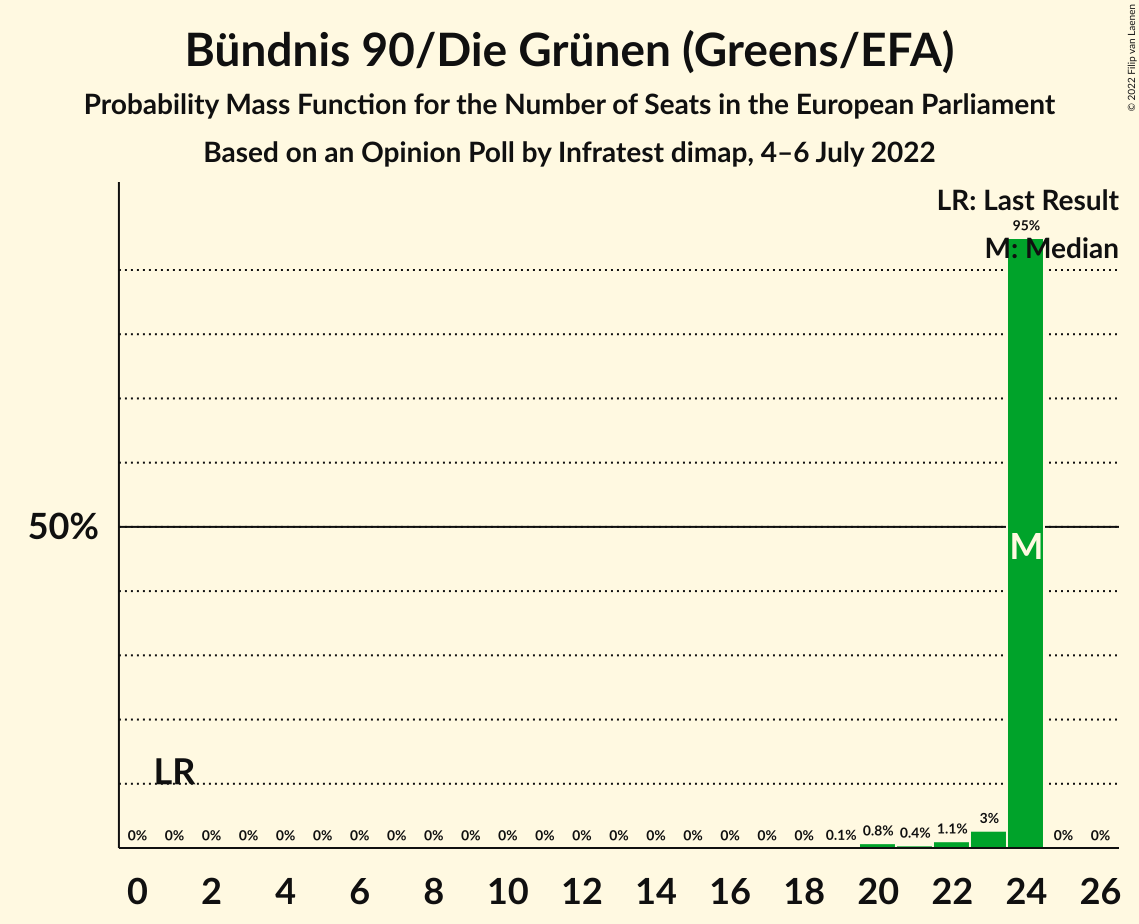 Bündnis 90/Die Grünen (Greens/EFA)
Probability Mass Function for the Number of Seats in the European Parliament
Based on an Opinion Poll by Infratest dimap, 4–6 July 2022
© 2022 Filip van Laenen
LR: Last Result
95%
M: Median
50%
M
LR
0% 0% 0% 0% 0% 0% 0% 0% 0% 0% 0% 0% 0% 0% 0% 0% 0% 0% 0% 0.1% 0.8% 0.4% 1.1% 3% 0% 0%
0 2 4 6 8 10 12 14 16 18 20 22 24 26